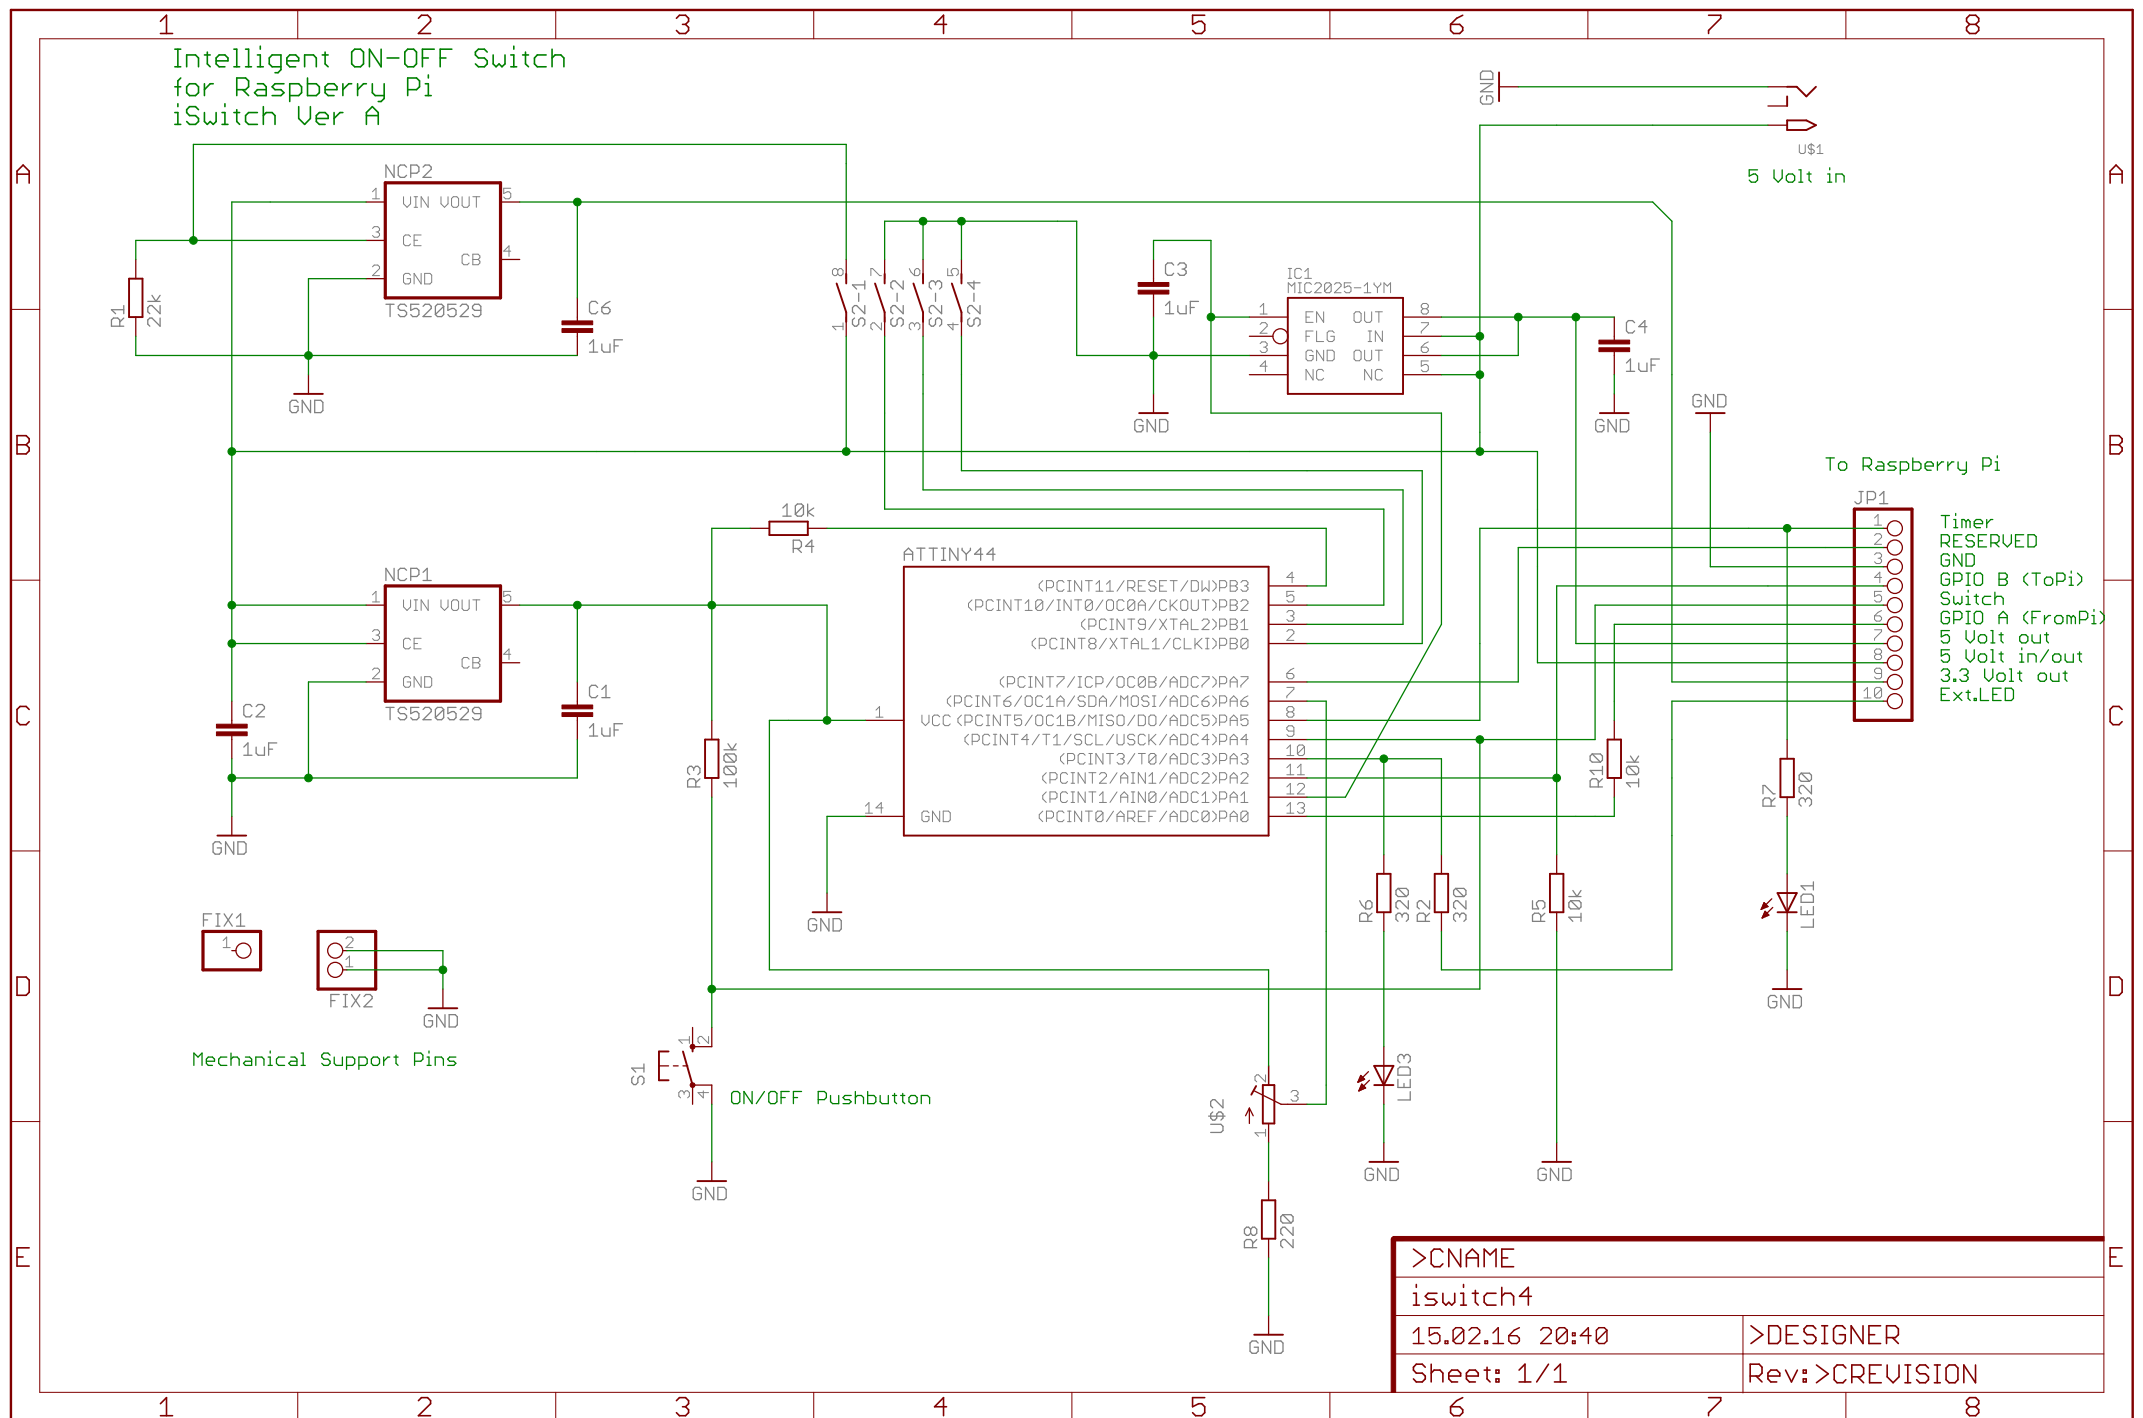 1 2 3 4 5 6 7 8
Intelligent ON-OFF Switch
for Raspberry Pi
iSwitch Ver A
A
A
B
B
C
C
D
D
E
E
NCP2
1 VIN VOUT 5
3 CE
CB 4
2 GND
TS520529
R1
22k
C6
1uF
GND
8 7 6 5
S2-1
S2-2
S2-3
S2-4
1 2 3 4
C3
1uF
GND
IC1
MIC2025-1YM
1 EN OUT 8
2 FLG IN 7
3 GND OUT 6
4 NC NC 5
C4
1uF
GND
GND
U$1
5 Volt in
GND
To Raspberry Pi
JP1
1 Timer
2 RESERVED
3 GND
4 GPIO B (ToPi)
5 Switch
6 GPIO A (FromPi)
7 5 Volt out
8 5 Volt in/out
9 3.3 Volt out
10 Ext.LED
10k
R4
NCP1
1 VIN VOUT 5
3 CE
CB 4
2 GND
TS520529
C2
1uF
C1
1uF
GND
R3
100k
ATTINY44
(PCINT11/RESET/DW)PB3 4
(PCINT10/INT0/OC0A/CKOUT)PB2 5
(PCINT9/XTAL2)PB1 3
(PCINT8/XTAL1/CLKI)PB0 2
(PCINT7/ICP/OC0B/ADC7)PA7 6
(PCINT6/OC1A/SDA/MOSI/ADC6)PA6 7
1 VCC (PCINT5/OC1B/MISO/DO/ADC5)PA5 8
(PCINT4/T1/SCL/USCK/ADC4)PA4 9
(PCINT3/T0/ADC3)PA3 10
(PCINT2/AIN1/ADC2)PA2 11
(PCINT1/AIN0/ADC1)PA1 12
14 GND (PCINT0/AREF/ADC0)PA0 13
GND
R10
10k
R7
320
R6
320
R2
320
R5
10k
LED1
GND
FIX1
1
2
1
FIX2
GND
Mechanical Support Pins
S1
1 2
3 4
ON/OFF Pushbutton
GND
U$2
2
3
1
LED3
GND
GND
R8
220
GND
>CNAME
iswitch4
15.02.16 20:40
>DESIGNER
Sheet: 1/1
Rev:>CREVISION
1 2 3 4 5 6 7 8